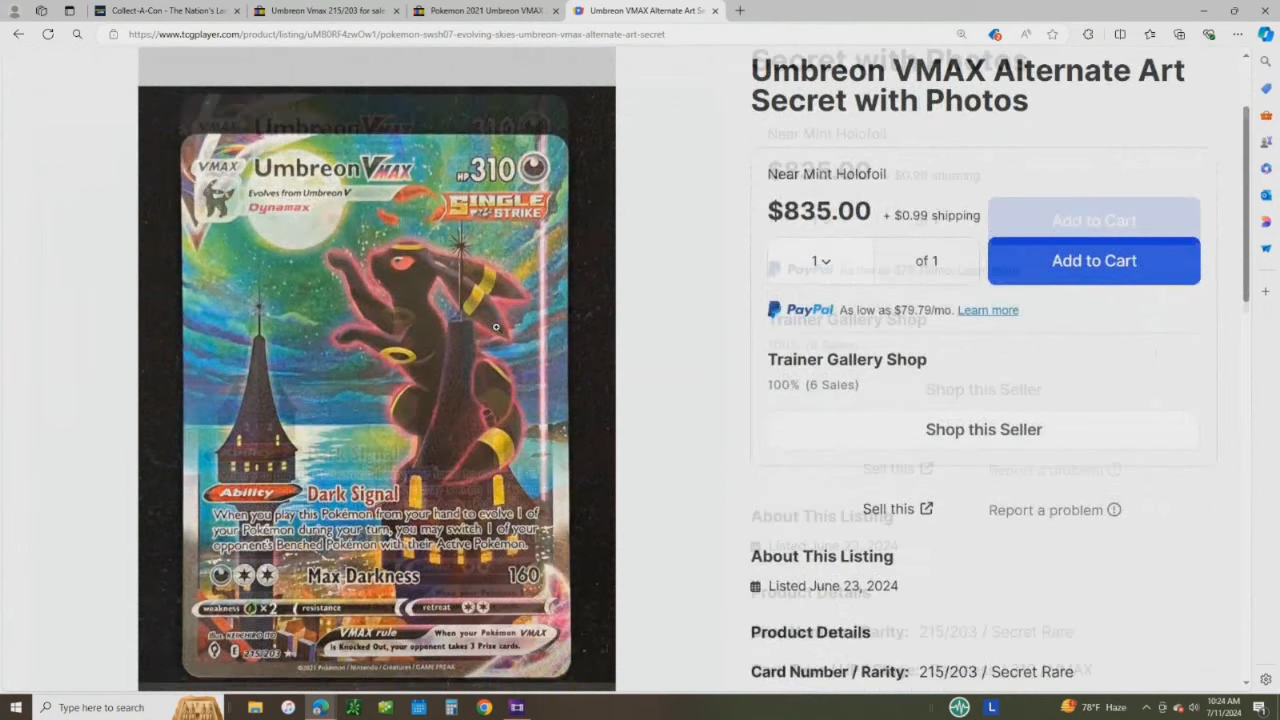 Collect-A-Con - The Nation's La
Umbreon Vmax 215/203 for sale
Pokemon 2021 Umbreon VMAX
Umbreon VMAX Alternate Art Se
https://www.tcgplayer.com/product/listing/uM80RF4zwOw1/pokemon-swsh07-evolving-skies-umbreon-vmax-alternate-art-secret
VMAX
Umbreon VMAX
HP 310
Evolves from Umbreon V
Dynamax
SINGLE STRIKE
Ability
Dark Signal
When you play this Pokémon from your hand to evolve 1 of
your Pokémon during your turn, you may switch 1 of your
opponent's Benched Pokémon with their Active Pokémon.
Max Darkness 160
weakness ×2 resistance retreat
VMAX rule
When your Pokémon VMAX
is Knocked Out, your opponent takes 3 Prize cards.
Illus. KEIICHIRO ITO
215/203
©2021 Pokémon / Nintendo / Creatures / GAME FREAK
Umbreon VMAX Alternate Art
Secret with Photos
Near Mint Holofoil
$835.00 + $0.99 shipping
1 of 1
Add to Cart
PayPal As low as $79.79/mo. Learn more
Trainer Gallery Shop
100% (6 Sales)
Shop this Seller
Sell this
Report a problem
About This Listing
Listed June 23, 2024
Product Details
Card Number / Rarity: 215/203 / Secret Rare
Type here to search
78°F Haze
10:24 AM
7/11/2024